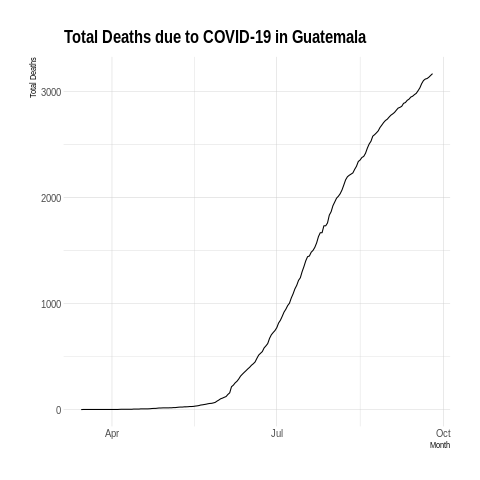 Total Deaths due to COVID-19 in Guatemala
Total Deaths
3000
2000
1000
0
Apr
Jul
Oct
Month